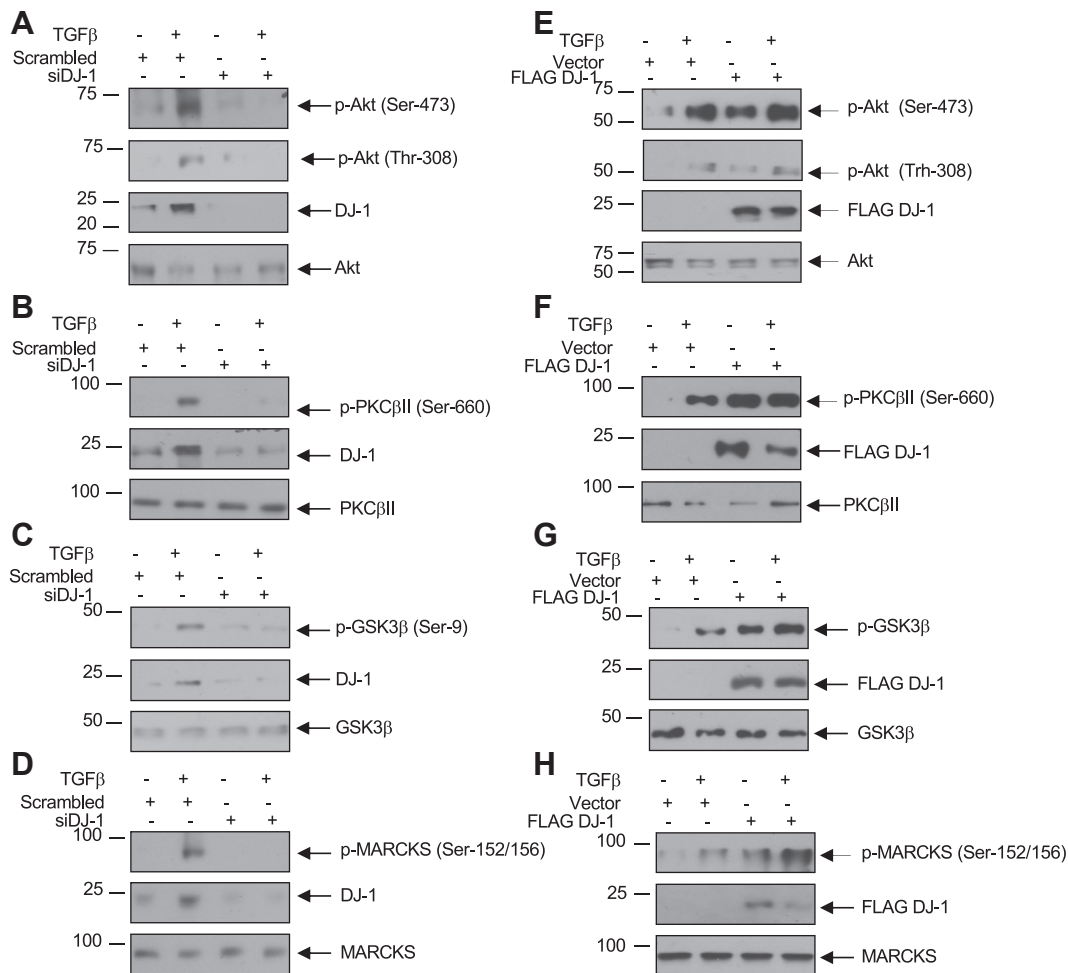 A
TGFβ - + - +
Scrambled + + - -
siDJ-1 - - + +
75
p-Akt (Ser-473)
75
p-Akt (Thr-308)
25
20
DJ-1
75
Akt
B
TGFβ - + - +
Scrambled + + - -
siDJ-1 - - + +
100
p-PKCβII (Ser-660)
25
DJ-1
100
PKCβII
C
TGFβ - + - +
Scrambled + + - -
siDJ-1 - - + +
50
p-GSK3β (Ser-9)
25
DJ-1
50
GSK3β
D
TGFβ - + - +
Scrambled + + - -
siDJ-1 - - + +
100
p-MARCKS (Ser-152/156)
25
DJ-1
100
MARCKS
E
TGFβ - + - +
Vector + + - -
FLAG DJ-1 - - + +
75
50
p-Akt (Ser-473)
50
p-Akt (Trh-308)
25
FLAG DJ-1
75
50
Akt
F
TGFβ - + - +
Vector + + - -
FLAG DJ-1 - - + +
100
p-PKCβII (Ser-660)
25
FLAG DJ-1
100
PKCβII
G
TGFβ - + - +
Vector + + - -
FLAG DJ-1 - - + +
50
p-GSK3β
25
FLAG DJ-1
50
GSK3β
H
TGFβ - + - +
Vector + + - -
FLAG DJ-1 - - + +
100
p-MARCKS (Ser-152/156)
25
FLAG DJ-1
100
MARCKS